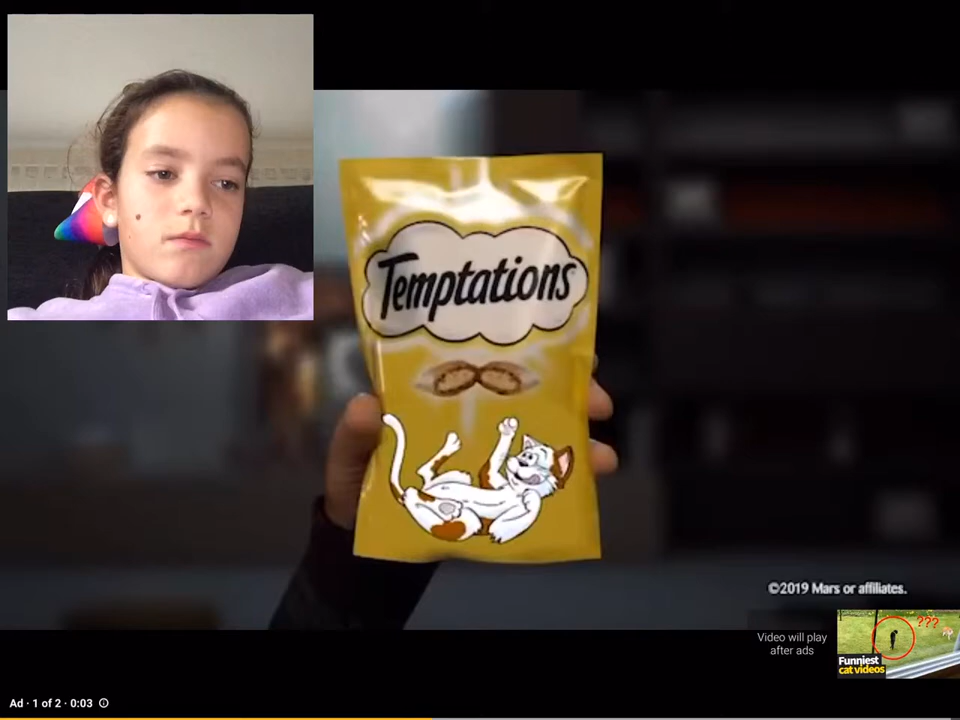 Temptations
©2019 Mars or affiliates.
Video will play
after ads
???
Funniest
cat videos
Ad · 1 of 2 · 0:03